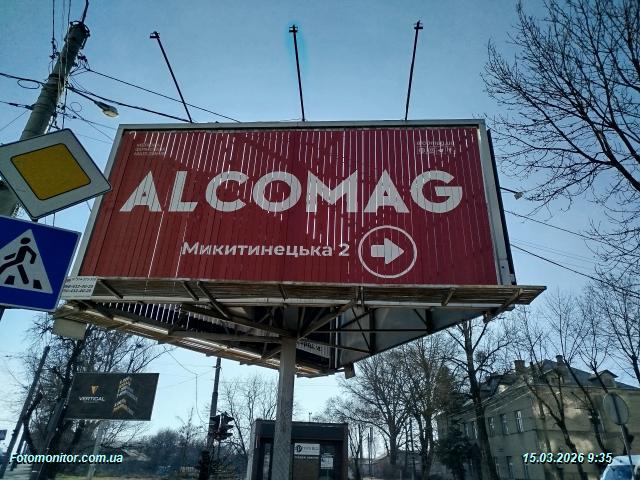 ALCOMAG
Микитинецька 2
VERTICAL
Fotomonitor.com.ua
15.03.2026 9:35